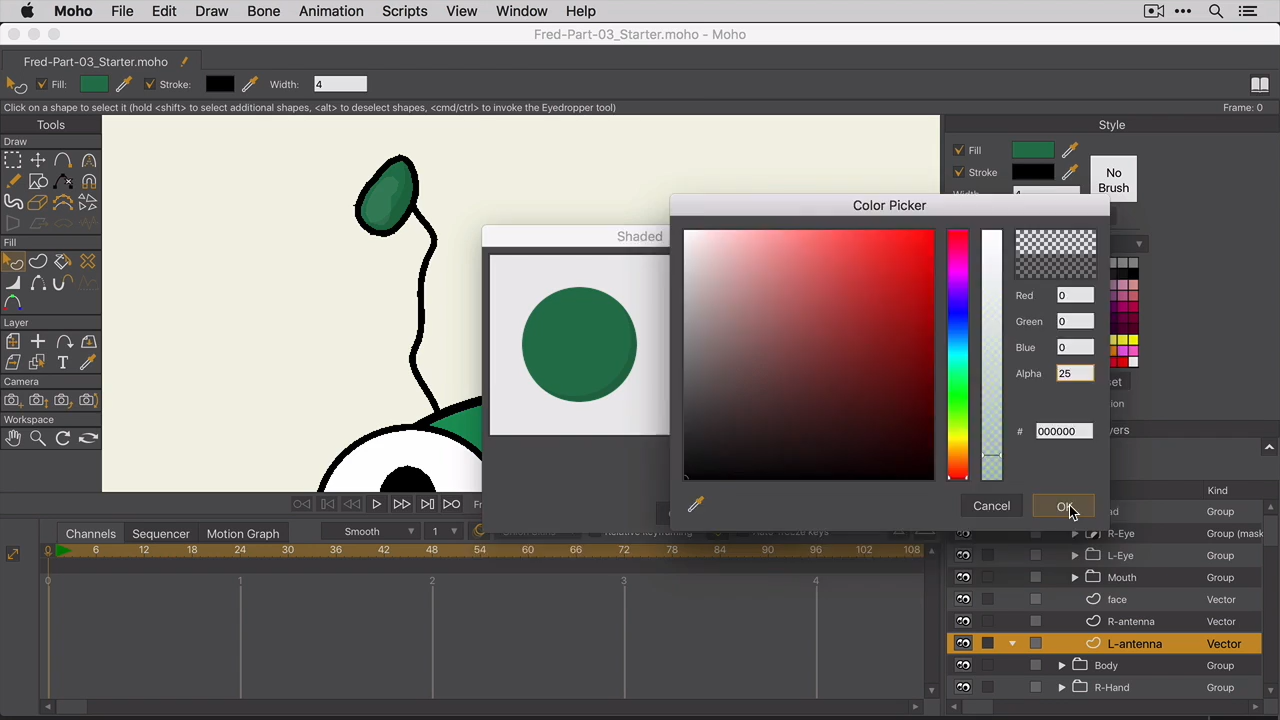 Moho File Edit Draw Bone Animation Scripts View Window Help
Fred-Part-03_Starter.moho - Moho
Fred-Part-03_Starter.moho
Fill: Stroke: Width: 4
Click on a shape to select it (hold <shift> to select additional shapes, <alt> to deselect shapes, <cmd/ctrl> to invoke the Eyedropper tool) Frame: 0
Tools
Draw
Fill
Layer
Camera
Workspace
Style
Fill
Stroke
No
Brush
Shaded
Color Picker
Red 0
Green 0
Blue 0
Alpha 25
# 000000
Cancel OK
Channels Sequencer Motion Graph Smooth 1
0 6 12 18 24 30 36 42 48 54 60 66 72 78 84 90 96 102 108
0 1 2 3 4
Kind
Group
R-Eye Group (mask
L-Eye Group
Mouth Group
face Vector
R-antenna Vector
L-antenna Vector
Body Group
R-Hand Group